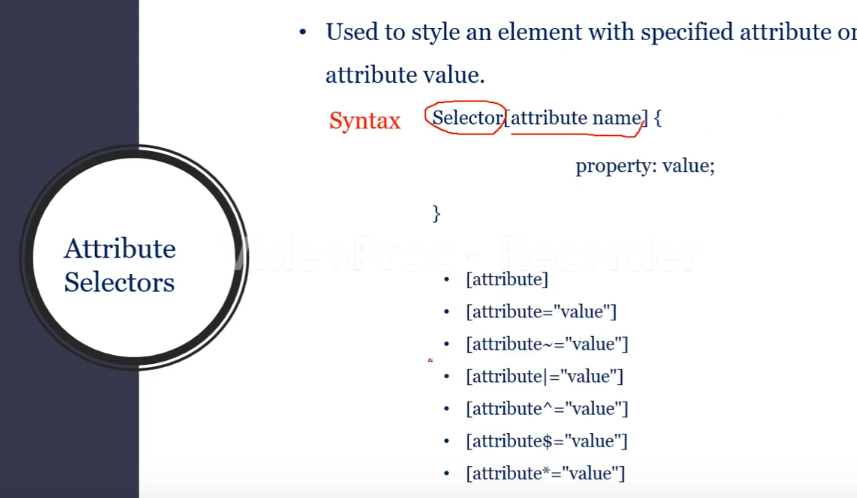 • Used to style an element with specified attribute or
attribute value.
Syntax Selector[attribute name] {
property: value;
}
Attribute
Selectors
VideoProc - Recorder
• [attribute]
• [attribute="value"]
• [attribute~="value"]
• [attribute|="value"]
• [attribute^="value"]
• [attribute$="value"]
• [attribute*="value"]